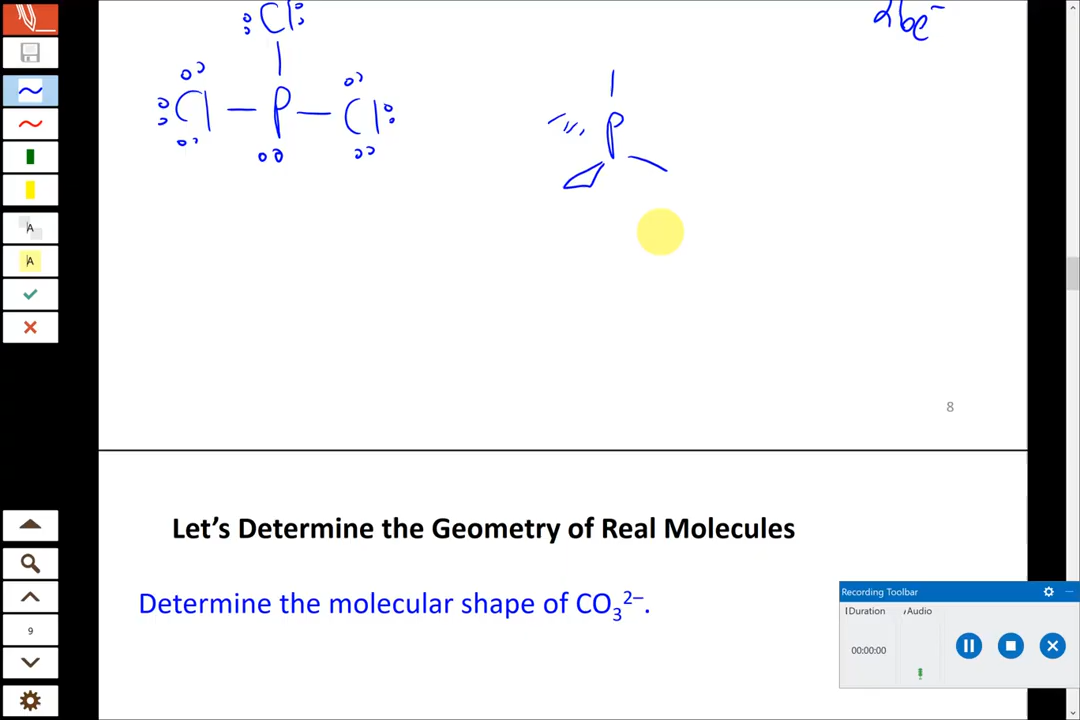 Cl
26e⁻
Cl — P — Cl
P
8
Let's Determine the Geometry of Real Molecules
Determine the molecular shape of CO₃²⁻.
A
A
9
Recording Toolbar
Duration
Audio
00:00:00